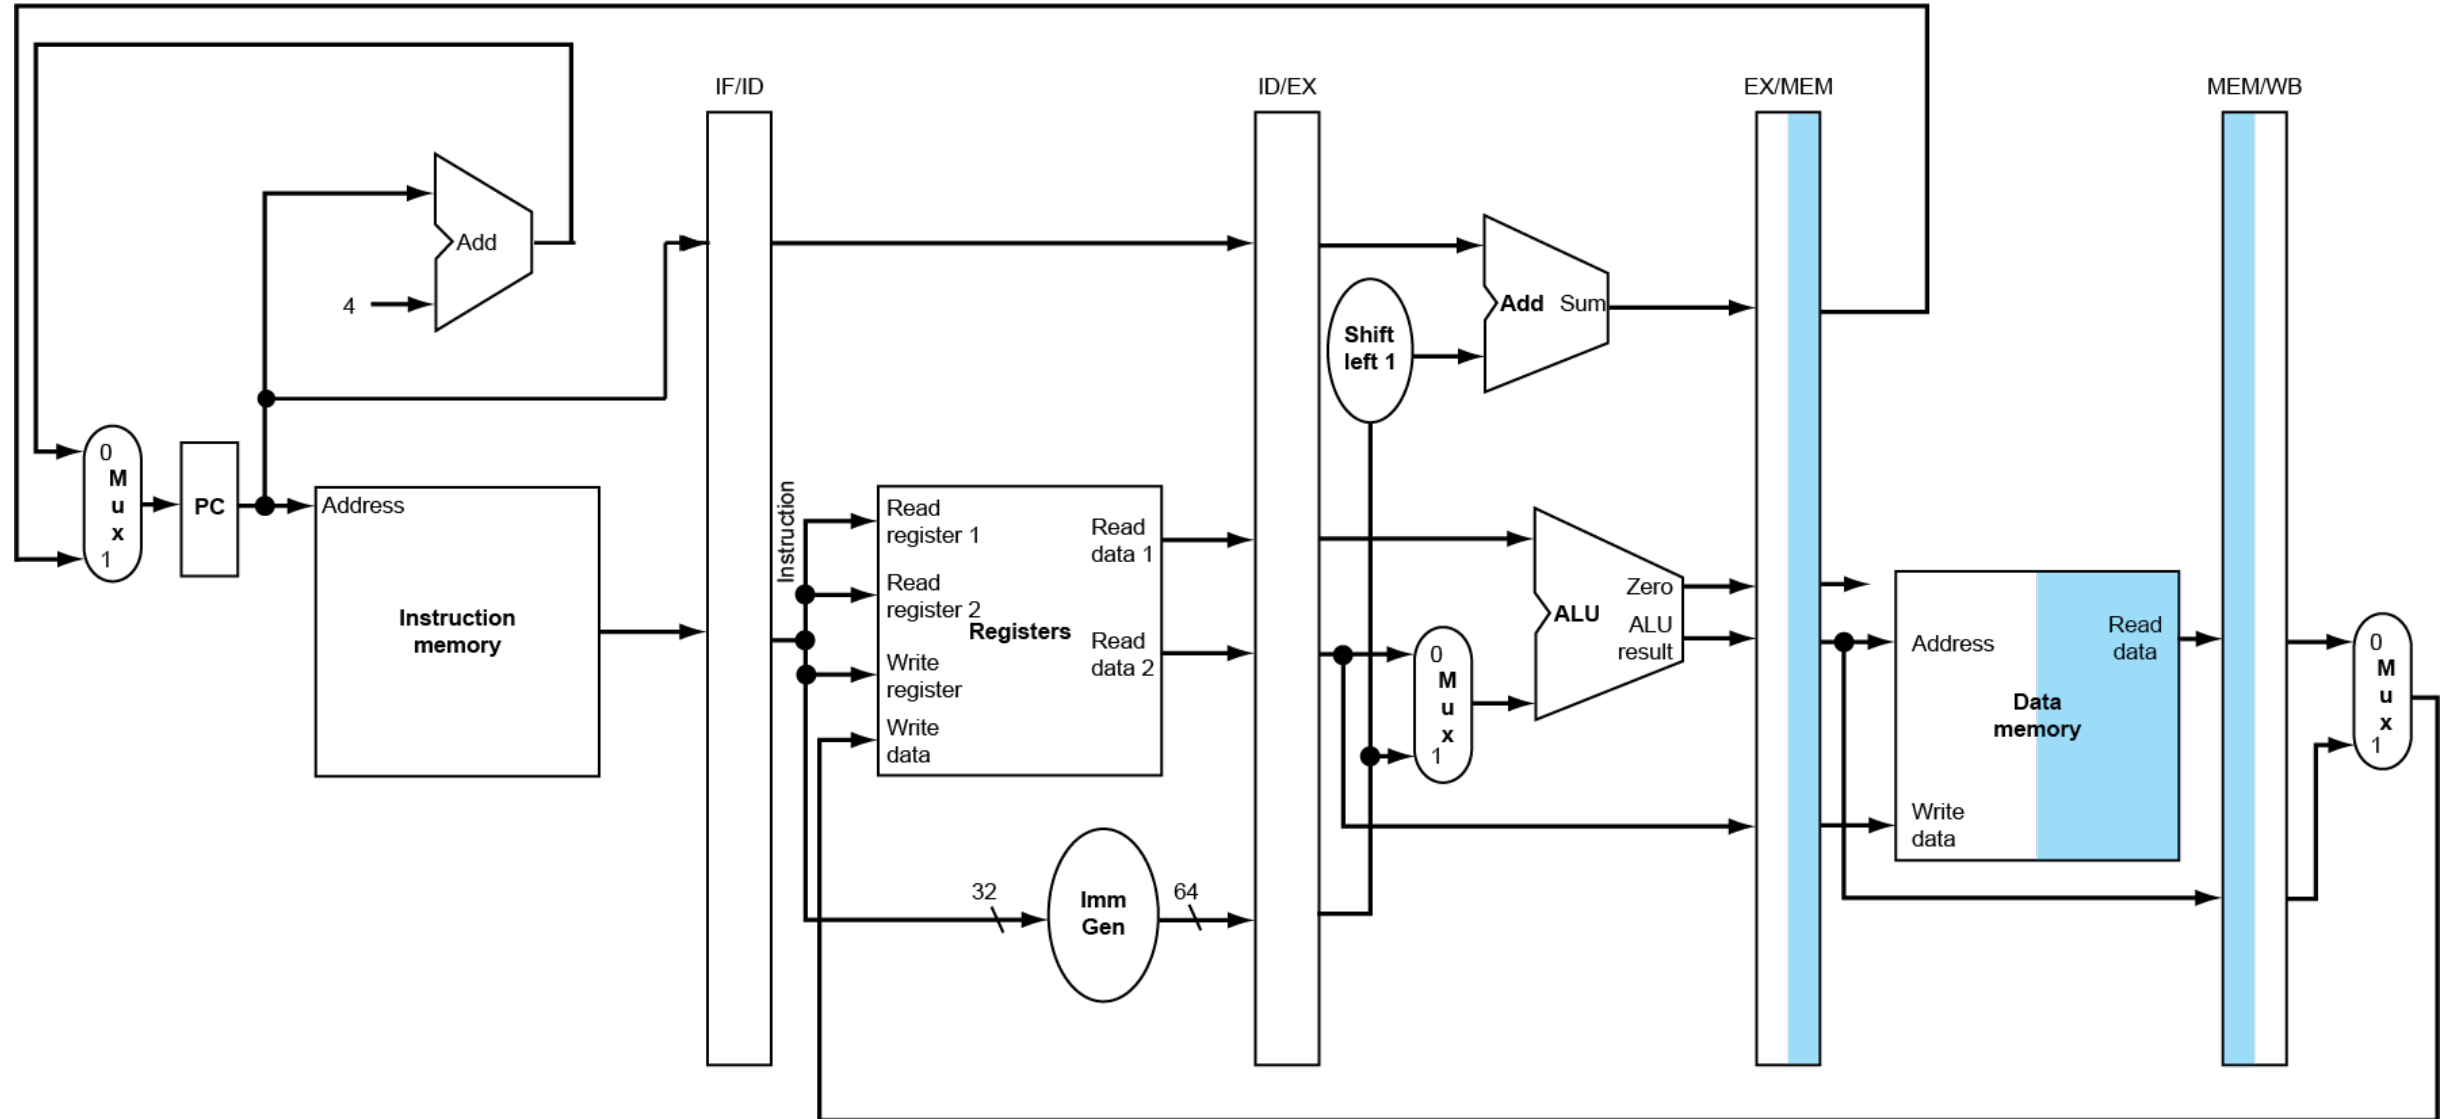 IF/ID
ID/EX
EX/MEM
MEM/WB
Add
4
Add Sum
Shift
left 1
0
M
u
x
1
PC
Address
Instruction
memory
Instruction
Read
register 1
Read
register 2
Registers
Write
register
Write
data
Read
data 1
Read
data 2
32
Imm
Gen
64
0
M
u
x
1
Zero
ALU
ALU
result
Address
Read
data
Data
memory
Write
data
0
M
u
x
1